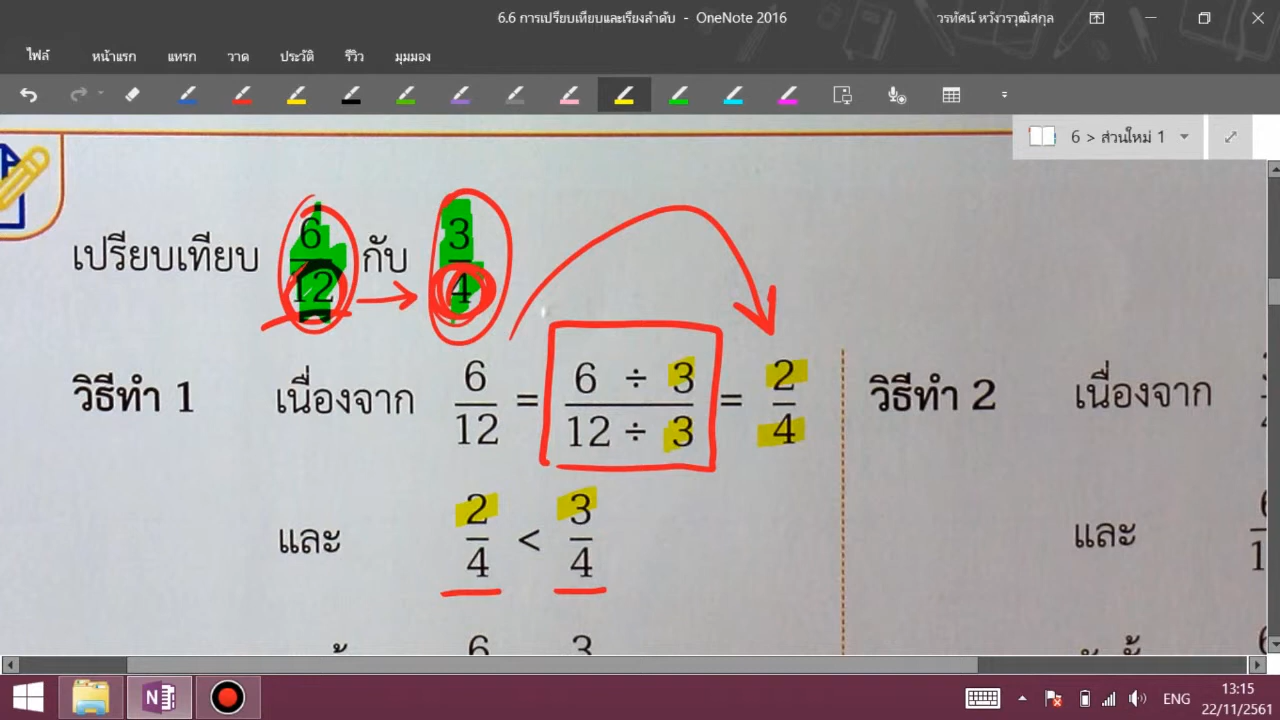 6.6 การเปรียบเทียบและเรียงลำดับ - OneNote 2016
วรทัศน์ หวังวรวุฒิสกุล
ไฟล์ หน้าแรก แทรก วาด ประวัติ รีวิว มุมมอง
6 > ส่วนใหม่ 1
เปรียบเทียบ 6/12 กับ 3/4
วิธีทำ 1 เนื่องจาก 6/12 = 6 ÷ 3/12 ÷ 3 = 2/4
และ 2/4 < 3/4
6 3
วิธีทำ 2 เนื่องจาก
และ
ENG
13:15
22/11/2561